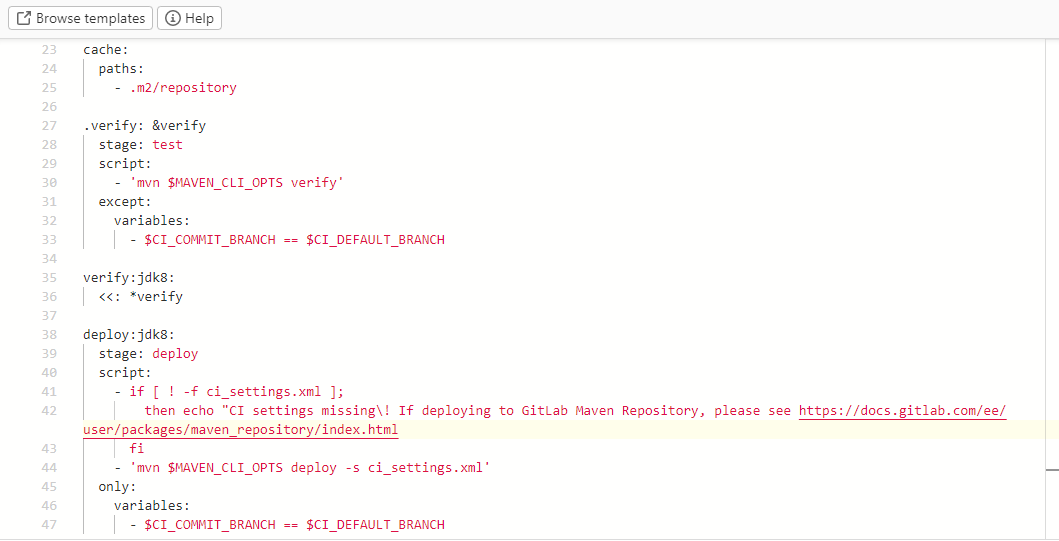 Browse templates Help
23 cache:
24 paths:
25 - .m2/repository
26
27 .verify: &verify
28 stage: test
29 script:
30 - 'mvn $MAVEN_CLI_OPTS verify'
31 except:
32 variables:
33 - $CI_COMMIT_BRANCH == $CI_DEFAULT_BRANCH
34
35 verify:jdk8:
36 <<: *verify
37
38 deploy:jdk8:
39 stage: deploy
40 script:
41 - if [ ! -f ci_settings.xml ];
42 then echo "CI settings missing\! If deploying to GitLab Maven Repository, please see https://docs.gitlab.com/ee/
user/packages/maven_repository/index.html
43 fi
44 - 'mvn $MAVEN_CLI_OPTS deploy -s ci_settings.xml'
45 only:
46 variables:
47 - $CI_COMMIT_BRANCH == $CI_DEFAULT_BRANCH